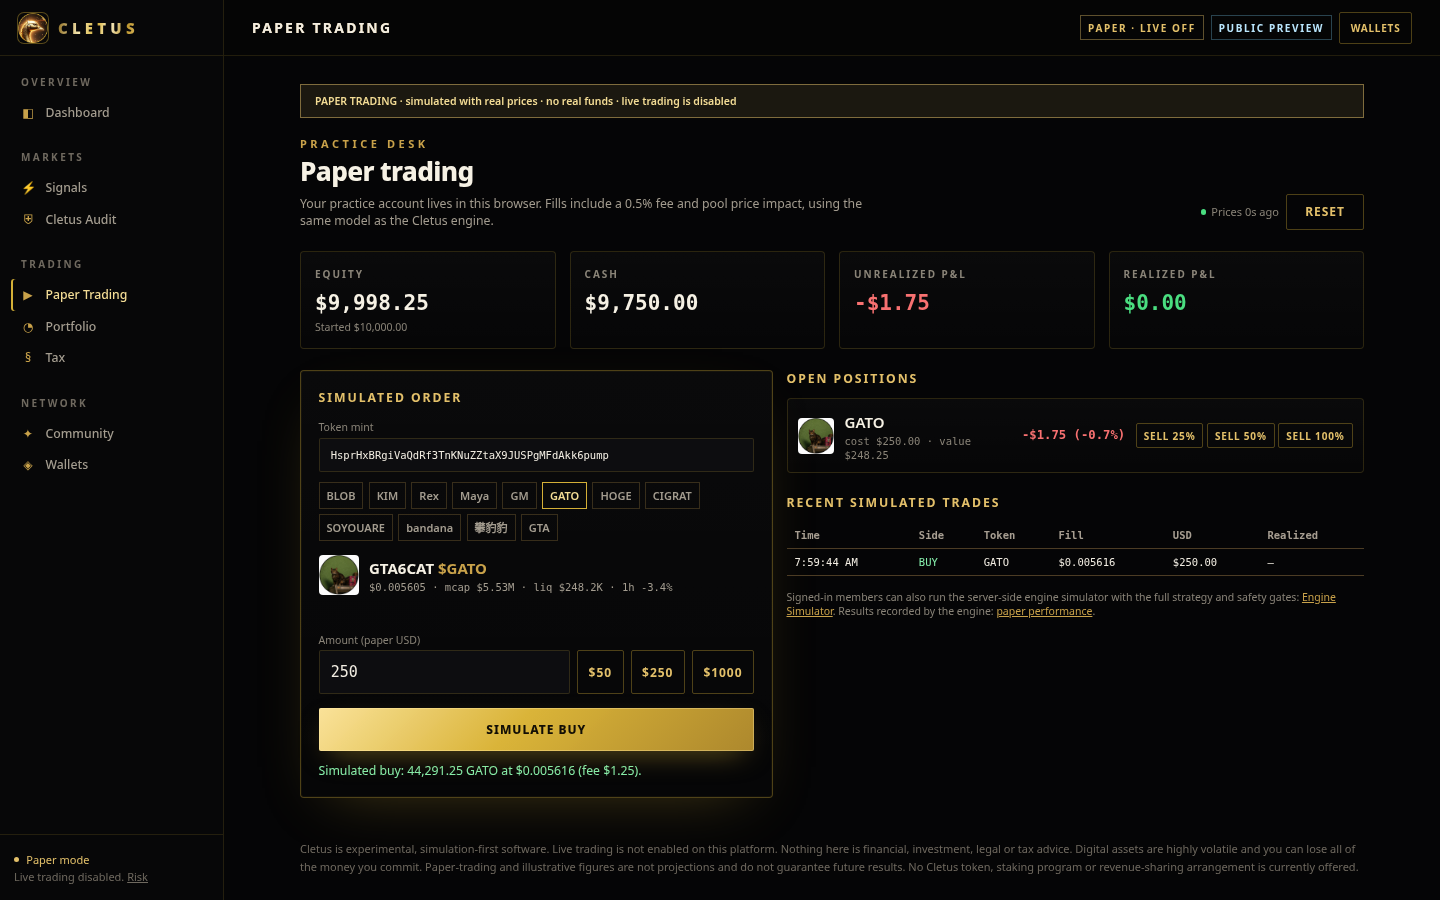 CLETUS
PAPER TRADING
PAPER · LIVE OFF
PUBLIC PREVIEW
WALLETS
OVERVIEW
Dashboard
MARKETS
Signals
Cletus Audit
TRADING
Paper Trading
Portfolio
§ Tax
NETWORK
Community
Wallets
Paper mode
Live trading disabled. Risk
PAPER TRADING · simulated with real prices · no real funds · live trading is disabled
PRACTICE DESK
Paper trading
Your practice account lives in this browser. Fills include a 0.5% fee and pool price impact, using the
same model as the Cletus engine.
Prices 0s ago
RESET
EQUITY
$9,998.25
Started $10,000.00
CASH
$9,750.00
UNREALIZED P&L
-$1.75
REALIZED P&L
$0.00
SIMULATED ORDER
Token mint
HsprHxBRgiVaQdRf3TnKNuZZtaX9JUSPgMFdAkk6pump
BLOB KIM Rex Maya GM GATO HOGE CIGRAT
SOYOUARE bandana 攀豹豹 GTA
GTA6CAT $GATO
$0.005605 · mcap $5.53M · liq $248.2K · 1h -3.4%
Amount (paper USD)
250
$50
$250
$1000
SIMULATE BUY
Simulated buy: 44,291.25 GATO at $0.005616 (fee $1.25).
OPEN POSITIONS
GATO
cost $250.00 · value
$248.25
-$1.75 (-0.7%)
SELL 25%
SELL 50%
SELL 100%
RECENT SIMULATED TRADES
Time Side Token Fill USD Realized
7:59:44 AM BUY GATO $0.005616 $250.00 —
Signed-in members can also run the server-side engine simulator with the full strategy and safety gates: Engine
Simulator. Results recorded by the engine: paper performance.
Cletus is experimental, simulation-first software. Live trading is not enabled on this platform. Nothing here is financial, investment, legal or tax advice. Digital assets are highly volatile and you can lose all of
the money you commit. Paper-trading and illustrative figures are not projections and do not guarantee future results. No Cletus token, staking program or revenue-sharing arrangement is currently offered.